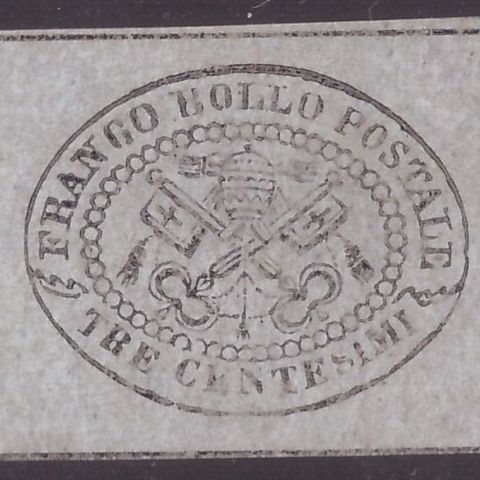 FRANCO BOLLO POSTALE
TRE CENTESIMI